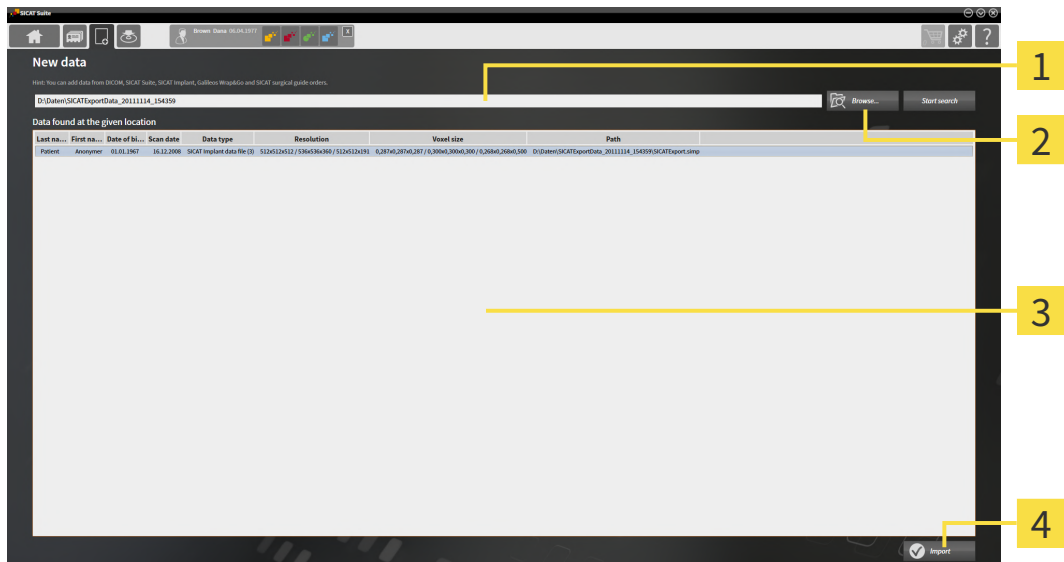 SICAT Suite
Brown Dana 06.04.1977
X
?
New data
Hint: You can add data from DICOM, SICAT Suite, SICAT Implant, Galileos Wrap&Go and SICAT surgical guide orders.
D:\Daten\SICATExportData_20111114_154359
Browse...
Start search
Data found at the given location
Last na... First na... Date of bi... Scan date Data type Resolution Voxel size Path
Patient Anonymer 01.01.1967 16.12.2008 SICAT Implant data file (3) 512x512x512 / 536x536x360 / 512x512x191 0,287x0,287x0,287 / 0,300x0,300x0,300 / 0,268x0,268x0,500 D:\Daten\SICATExportData_20111114_154359\SICATExport.simp
Import
1
2
3
4